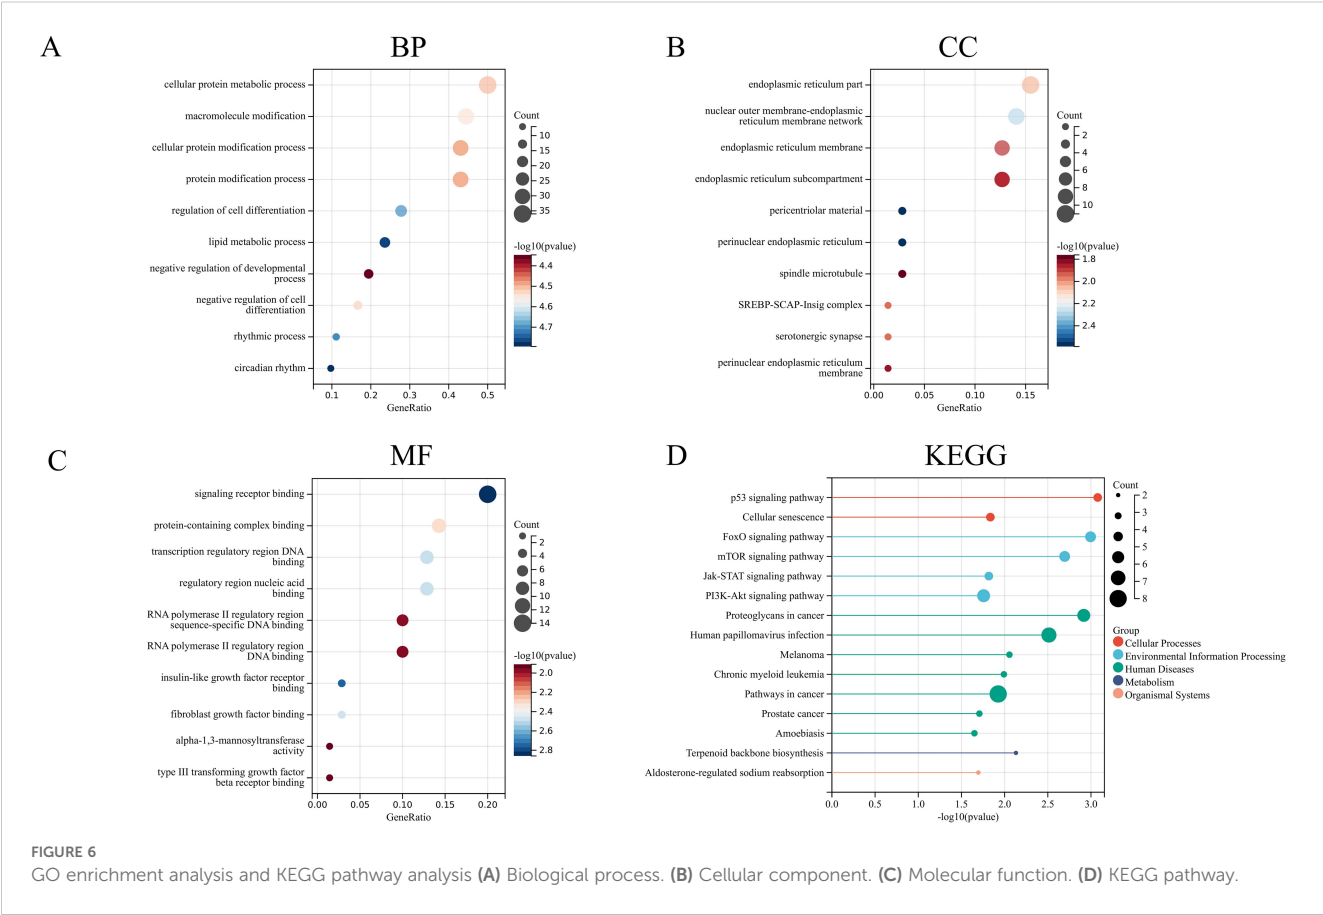 A
BP
cellular protein metabolic process
macromolecule modification
cellular protein modification process
protein modification process
regulation of cell differentiation
lipid metabolic process
negative regulation of developmental
process
negative regulation of cell
differentiation
rhythmic process
circadian rhythm
0.1 0.2 0.3 0.4 0.5
GeneRatio
Count
10
15
20
25
30
35
-log10(pvalue)
4.4
4.5
4.6
4.7
B
CC
endoplasmic reticulum part
nuclear outer membrane-endoplasmic
reticulum membrane network
endoplasmic reticulum membrane
endoplasmic reticulum subcompartment
pericentriolar material
perinuclear endoplasmic reticulum
spindle microtubule
SREBP-SCAP-Insig complex
serotonergic synapse
perinuclear endoplasmic reticulum
membrane
0.00 0.05 0.10 0.15
GeneRatio
Count
2
4
6
8
10
-log10(pvalue)
1.8
2.0
2.2
2.4
C
MF
signaling receptor binding
protein-containing complex binding
transcription regulatory region DNA
binding
regulatory region nucleic acid
binding
RNA polymerase II regulatory region
sequence-specific DNA binding
RNA polymerase II regulatory region
DNA binding
insulin-like growth factor receptor
binding
fibroblast growth factor binding
alpha-1,3-mannosyltransferase
activity
type III transforming growth factor
beta receptor binding
0.00 0.05 0.10 0.15 0.20
GeneRatio
Count
2
4
6
8
10
12
14
-log10(pvalue)
2.0
2.2
2.4
2.6
2.8
D
KEGG
p53 signaling pathway
Cellular senescence
FoxO signaling pathway
mTOR signaling pathway
Jak-STAT signaling pathway
PI3K-Akt signaling pathway
Proteoglycans in cancer
Human papillomavirus infection
Melanoma
Chronic myeloid leukemia
Pathways in cancer
Prostate cancer
Amoebiasis
Terpenoid backbone biosynthesis
Aldosterone-regulated sodium reabsorption
0.0 0.5 1.0 1.5 2.0 2.5 3.0
-log10(pvalue)
Count
2
3
4
5
6
7
8
Group
Cellular Processes
Environmental Information Processing
Human Diseases
Metabolism
Organismal Systems
FIGURE 6
GO enrichment analysis and KEGG pathway analysis (A) Biological process. (B) Cellular component. (C) Molecular function. (D) KEGG pathway.